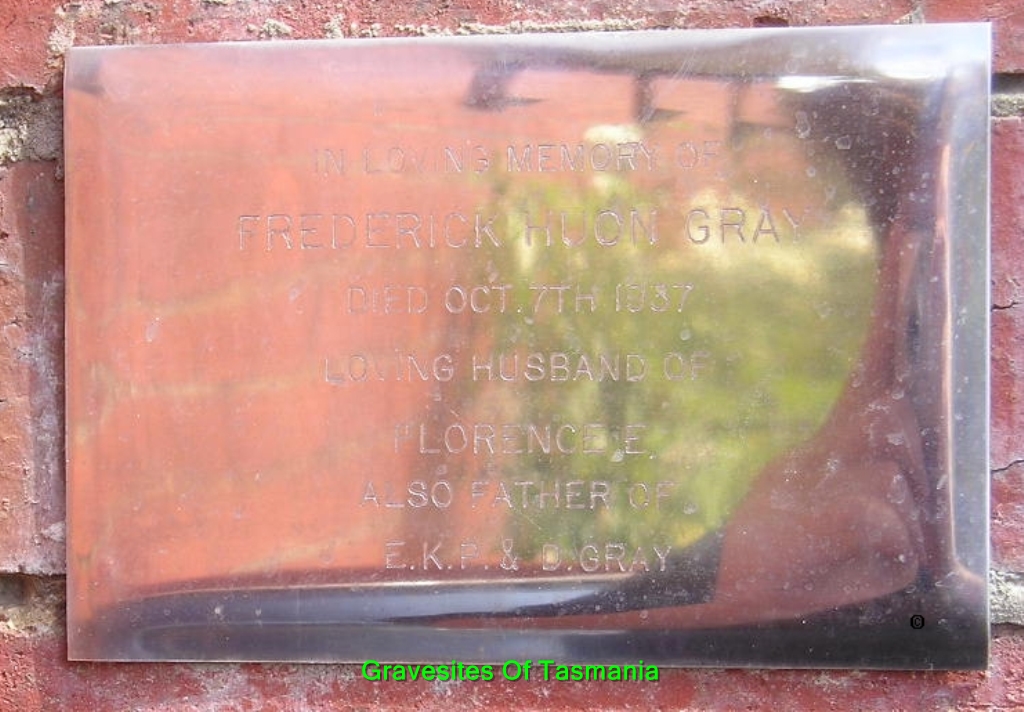 IN LOVING MEMORY OF
FREDERICK HUON GRAY
DIED OCT. 7TH 1937
LOVING HUSBAND OF
FLORENCE E.
ALSO FATHER OF
E.K.P. & D. GRAY
©
Gravesites Of Tasmania